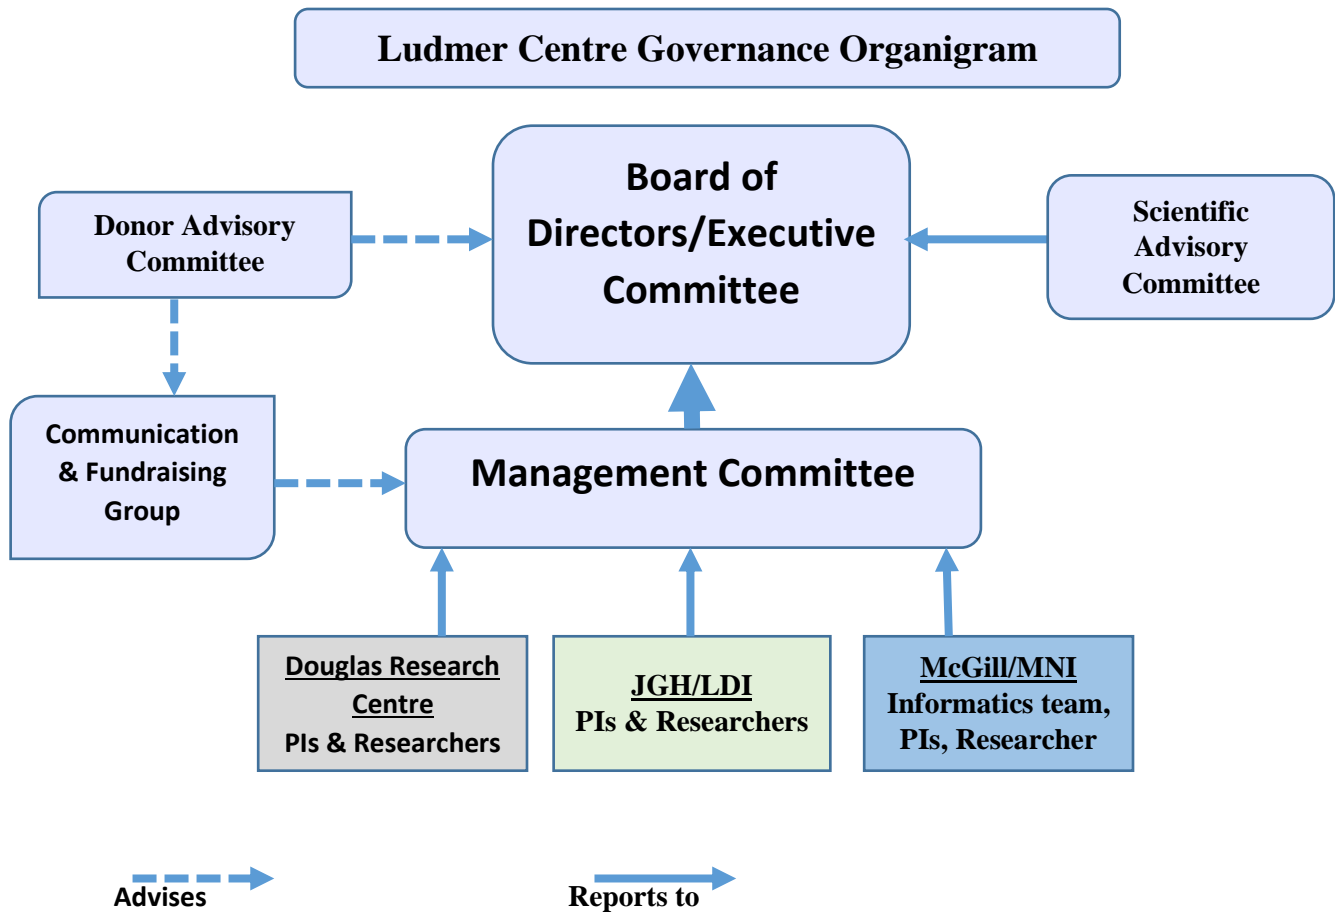 Ludmer Centre Governance Organigram
Board of
Directors/Executive
Committee
Donor Advisory
Committee
Scientific
Advisory
Committee
Communication
& Fundraising
Group
Management Committee
Douglas Research
Centre
PIs & Researchers
JGH/LDI
PIs & Researchers
McGill/MNI
Informatics team,
PIs, Researcher
Advises
Reports to